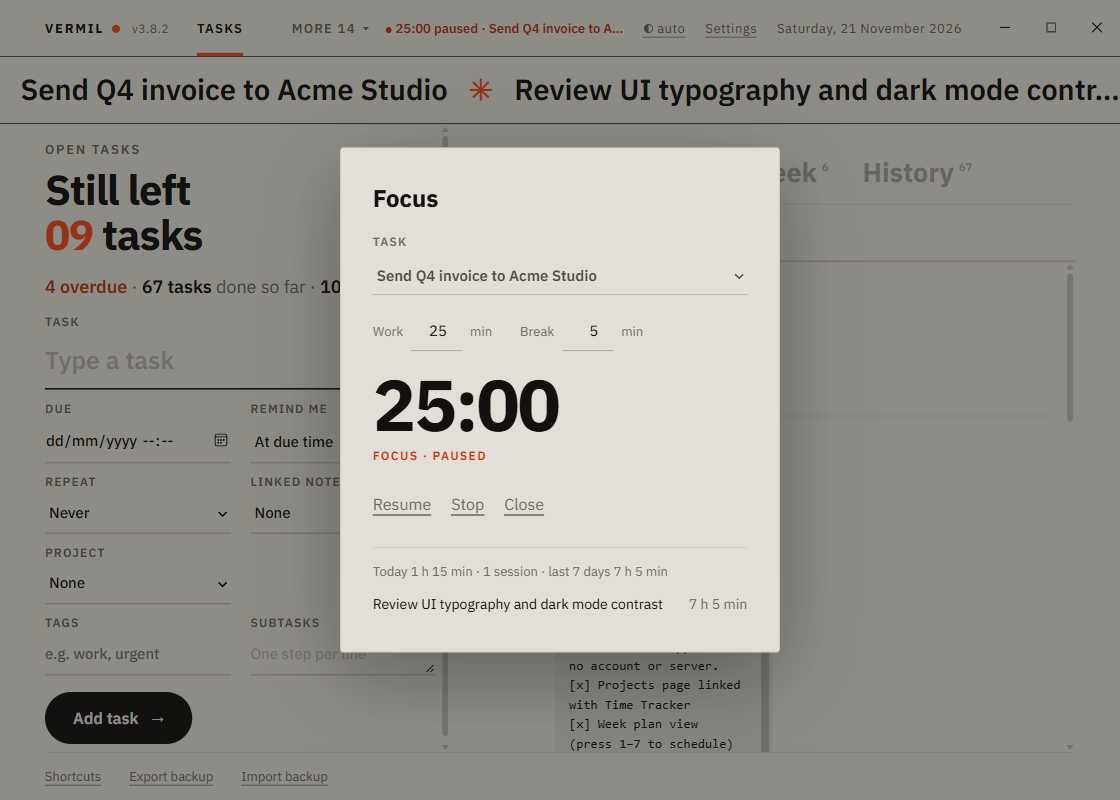 VERMIL v3.8.2 TASKS MORE 14 25:00 paused · Send invoice to A... auto Settings Saturday, 21 November 2026
Send Q4 invoice to Acme Studio Review UI typography and dark mode contr...
OPEN TASKS
Still left
09 tasks
4 overdue · 67 tasks done so far · 10
TASK
Type a task
DUE
REMIND ME
dd/mm/yyyy --:--
At due time
REPEAT
LINKED NOTE
Never
None
PROJECT
None
TAGS
SUBTASKS
e.g. work, urgent
One step per line
Add task →
Shortcuts Export backup Import backup
eek 6 History 67
Focus
TASK
Send Q4 invoice to Acme Studio
Work 25 min Break 5 min
25:00
FOCUS · PAUSED
Resume Stop Close
Today 1 h 15 min · 1 session · last 7 days 7 h 5 min
Review UI typography and dark mode contrast 7 h 5 min
no account or server.
[x] Projects page linked
with Time Tracker
[x] Week plan view
(press 1–7 to schedule)